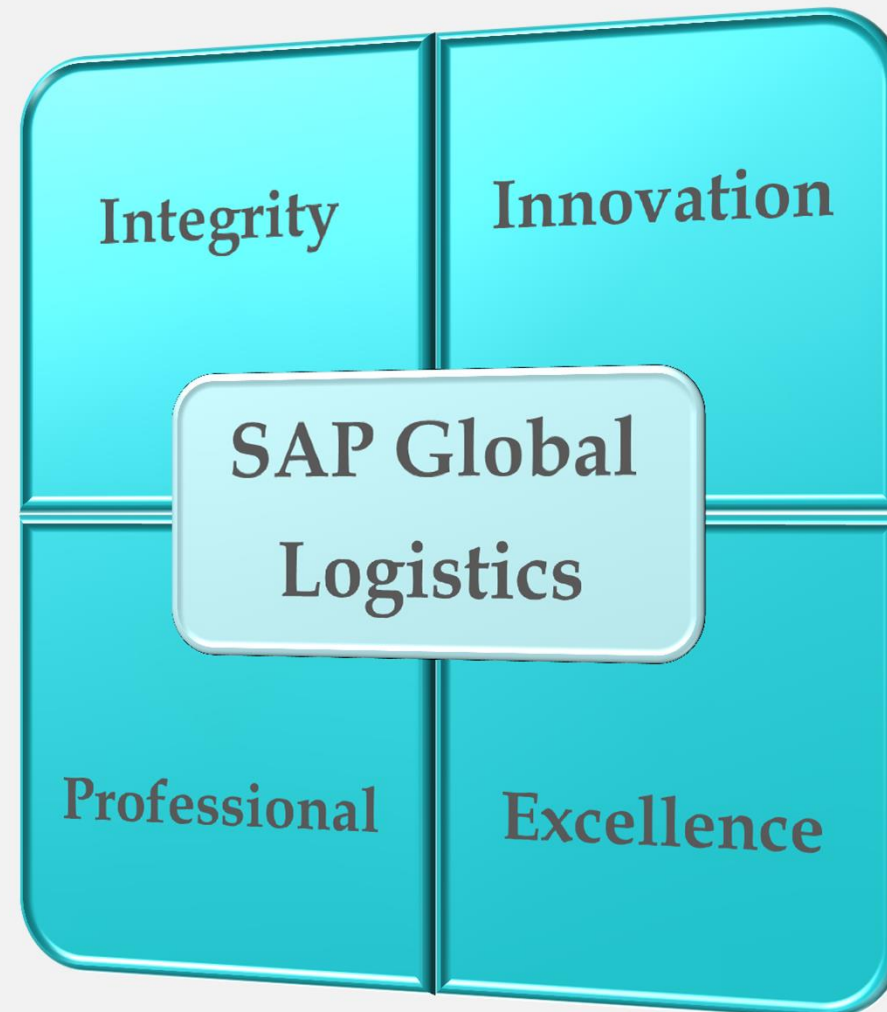 Integrity
Innovation
SAP Global
Logistics
Professional
Excellence